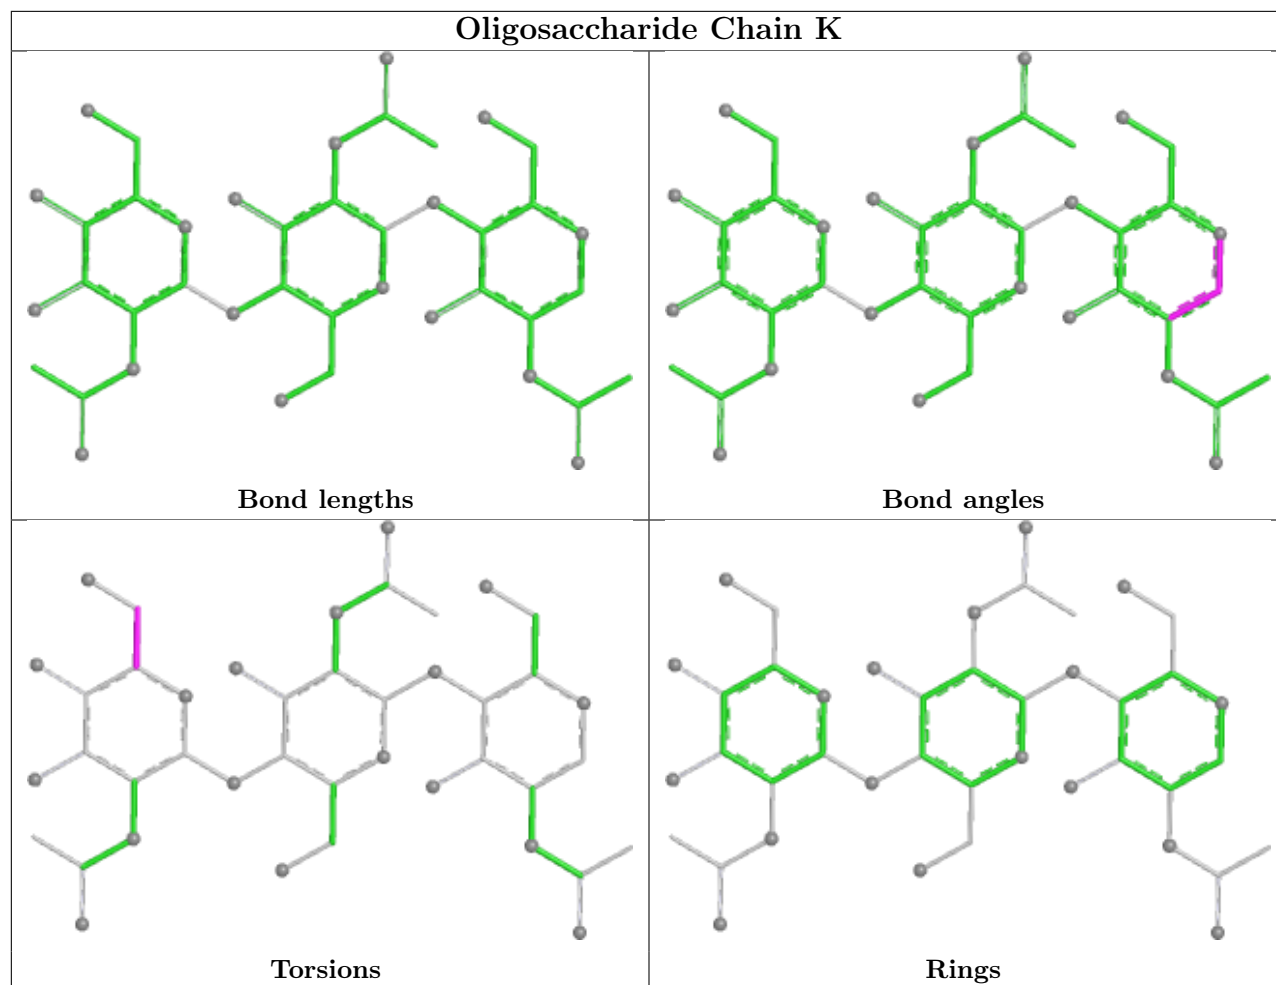 Oligosaccharide Chain K
Bond lengths
Bond angles
Torsions
Rings